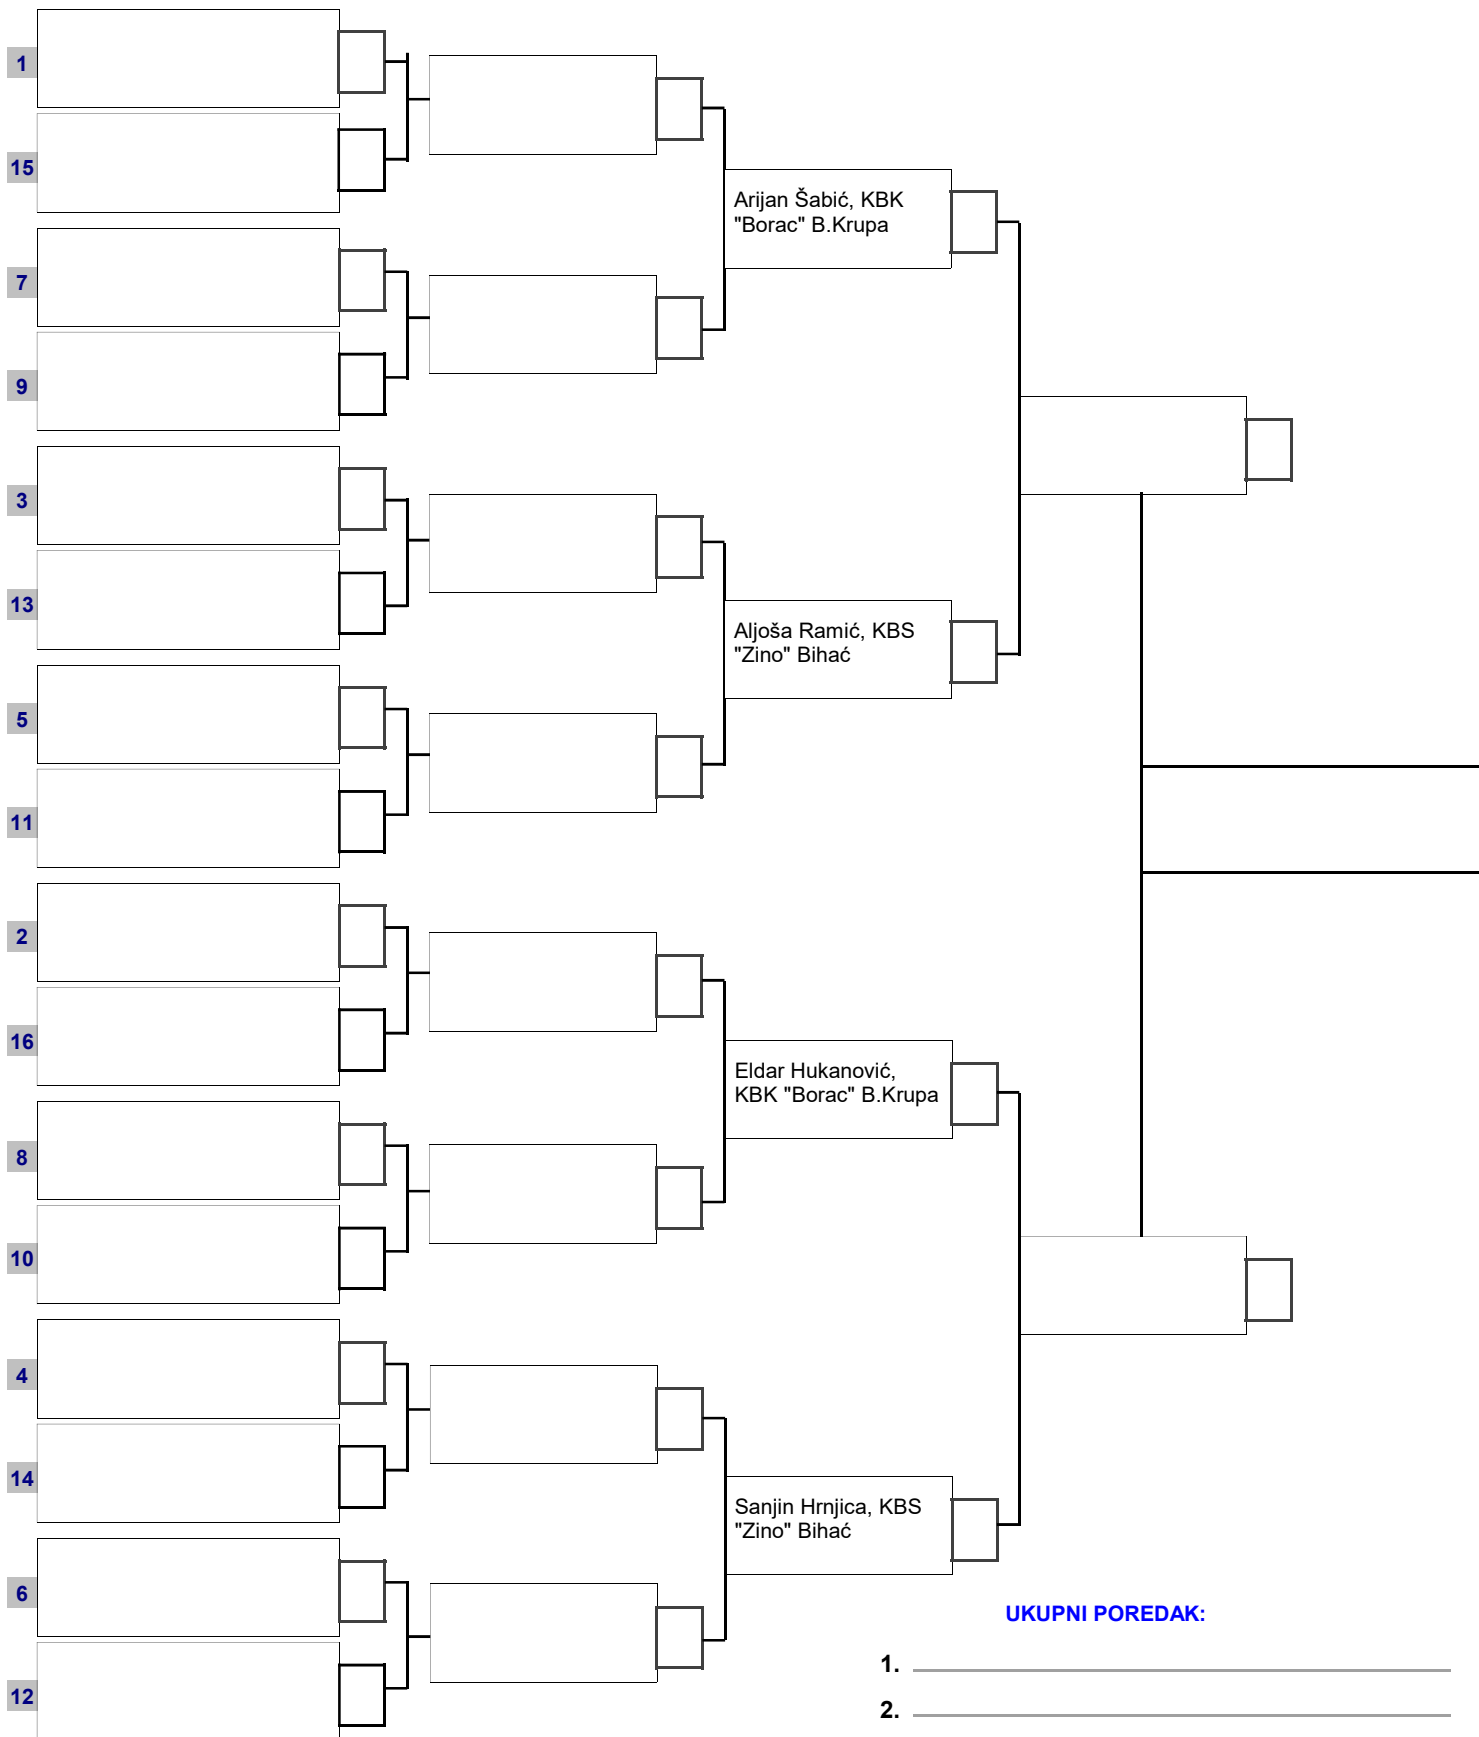 1
15
Arijan Šabić, KBK
"Borac" B.Krupa
7
9
3
13
Aljoša Ramić, KBS
"Zino" Bihać
5
11
2
16
Eldar Hukanović,
KBK "Borac" B.Krupa
8
10
4
14
Sanjin Hrnjica, KBS
"Zino" Bihać
6
12
UKUPNI POREDAK:
1.
2.